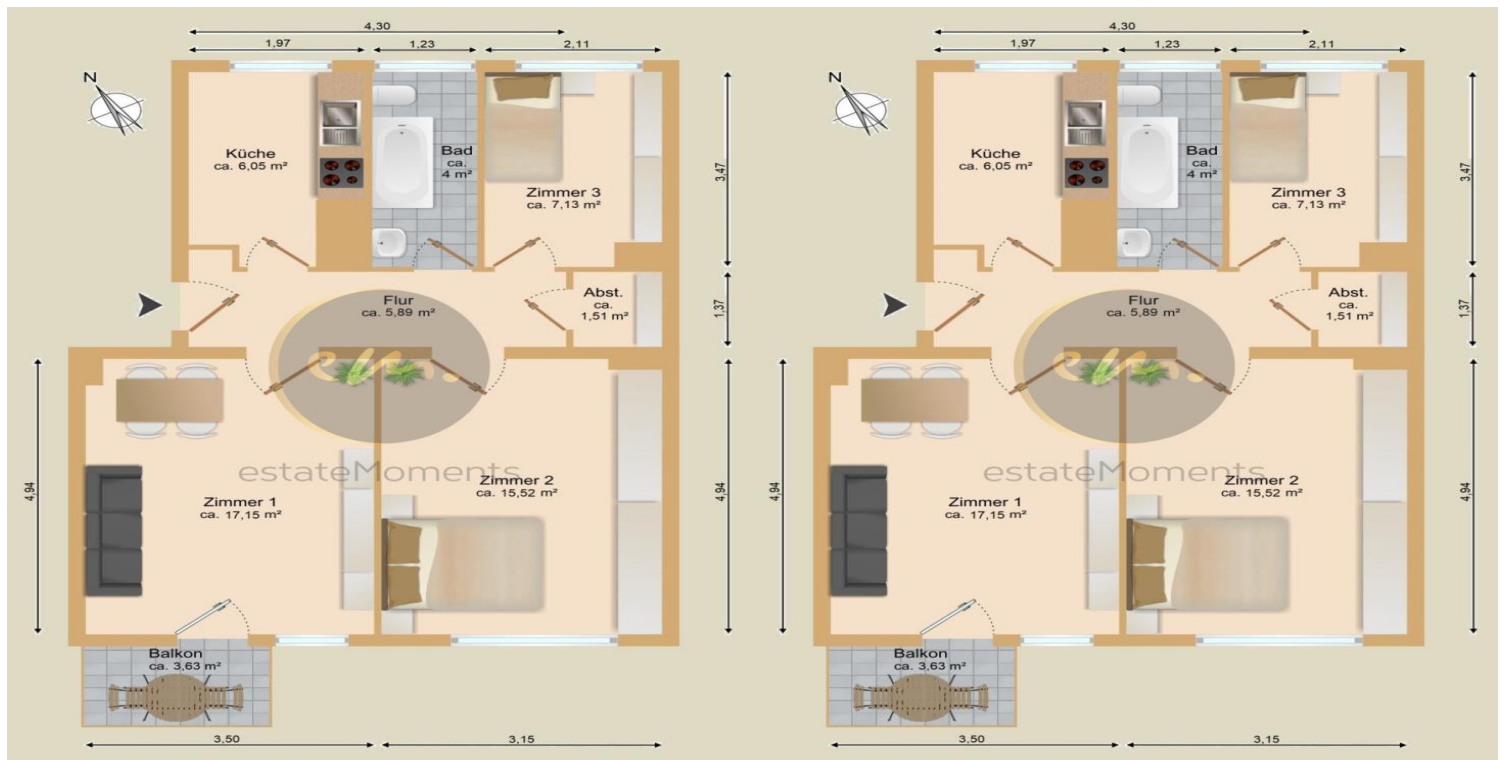 4,30
1,97
1,23
2,11
N
Küche
ca. 6,05 m²
Bad
ca.
4 m²
Zimmer 3
ca. 7,13 m²
3,47
Flur
ca. 5,89 m²
Abst.
ca.
1,51 m²
1,37
em.
estateMoments
4,94
Zimmer 1
ca. 17,15 m²
Zimmer 2
ca. 15,52 m²
4,94
Balkon
ca. 3,63 m²
3,50
3,15
4,30
1,97
1,23
2,11
N
Küche
ca. 6,05 m²
Bad
ca.
4 m²
Zimmer 3
ca. 7,13 m²
3,47
Flur
ca. 5,89 m²
Abst.
ca.
1,51 m²
1,37
em.
estateMoments
4,94
Zimmer 1
ca. 17,15 m²
Zimmer 2
ca. 15,52 m²
4,94
Balkon
ca. 3,63 m²
3,50
3,15